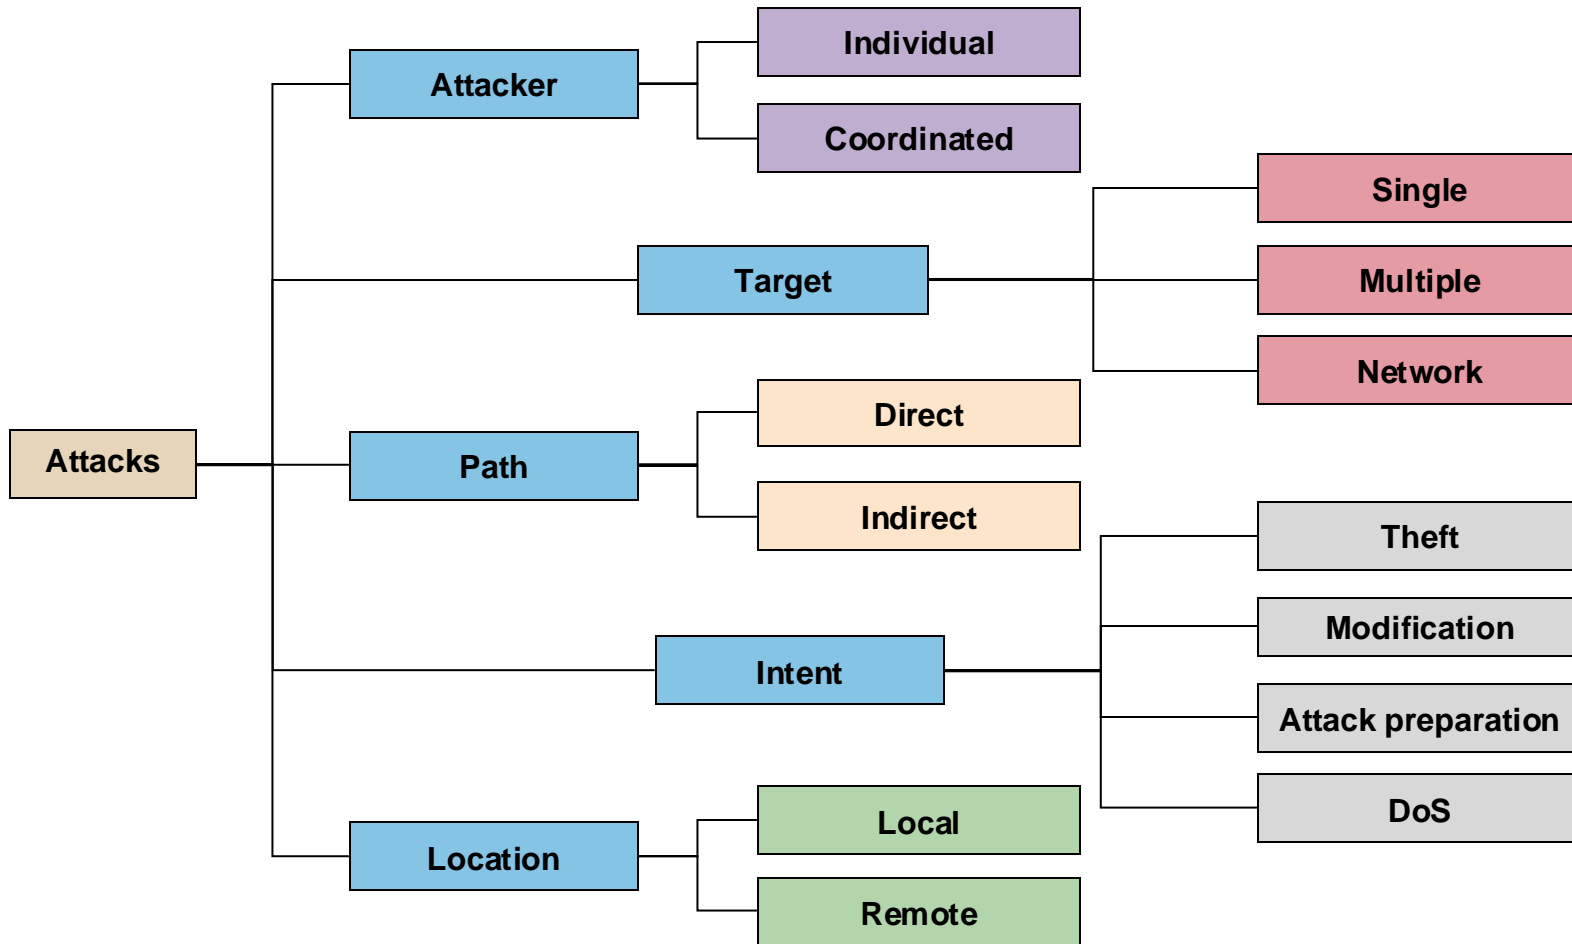 Attacks
Attacker
Individual
Coordinated
Target
Single
Multiple
Network
Path
Direct
Indirect
Intent
Theft
Modification
Attack preparation
DoS
Location
Local
Remote